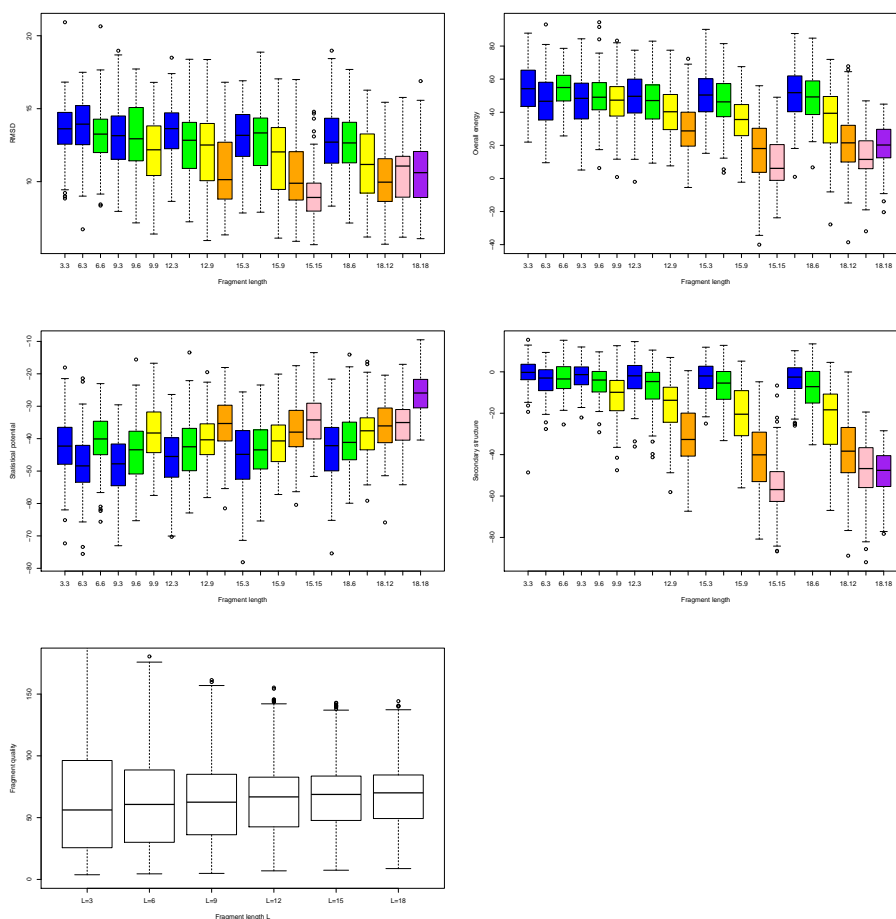 RMSD
20
15
10
3.3 6.3 6.6 9.3 9.6 9.9 12.3 12.9 15.3 15.9 15.15 18.6 18.12 18.18
Fragment length
Overall energy
80
60
40
20
0
−20
−40
3.3 6.3 6.6 9.3 9.6 9.9 12.3 12.9 15.3 15.9 15.15 18.6 18.12 18.18
Fragment length
Statistical potential
−10
−20
−30
−40
−50
−60
−70
−80
3.3 6.3 6.6 9.3 9.6 9.9 12.3 12.9 15.3 15.9 15.15 18.6 18.12 18.18
Fragment length
Secondary structure
0
−20
−40
−60
−80
3.3 6.3 6.6 9.3 9.6 9.9 12.3 12.9 15.3 15.9 15.15 18.6 18.12 18.18
Fragment length
Fragment quality
150
100
50
0
L=3 L=6 L=9 L=12 L=15 L=18
Fragment length L